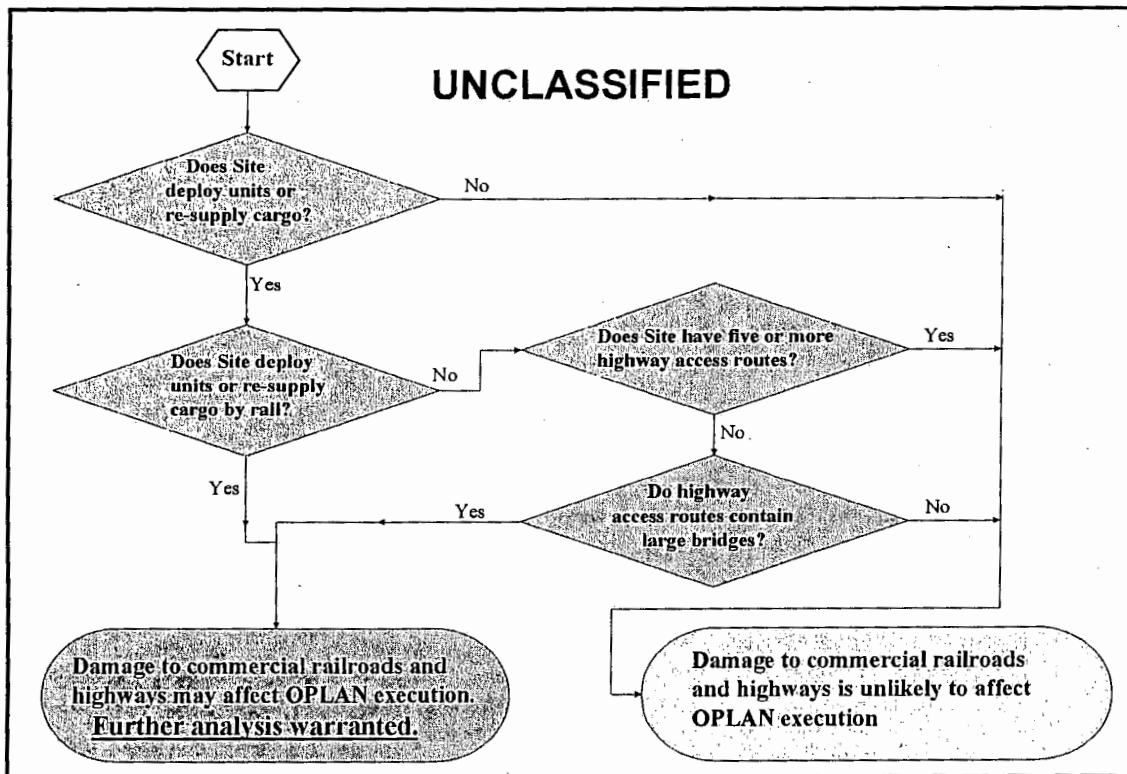 Start
UNCLASSIFIED
Does Site
deploy units or
re-supply cargo?
No
Yes
Does Site deploy
units or re-supply
cargo by rail?
No
Does Site have five or more
highway access routes?
Yes
No
Yes
Do highway
access routes contain
large bridges?
Yes
No
Damage to commercial railroads and
highways may affect OPLAN execution.
Further analysis warranted.
Damage to commercial railroads
and highways is unlikely to affect
OPLAN execution